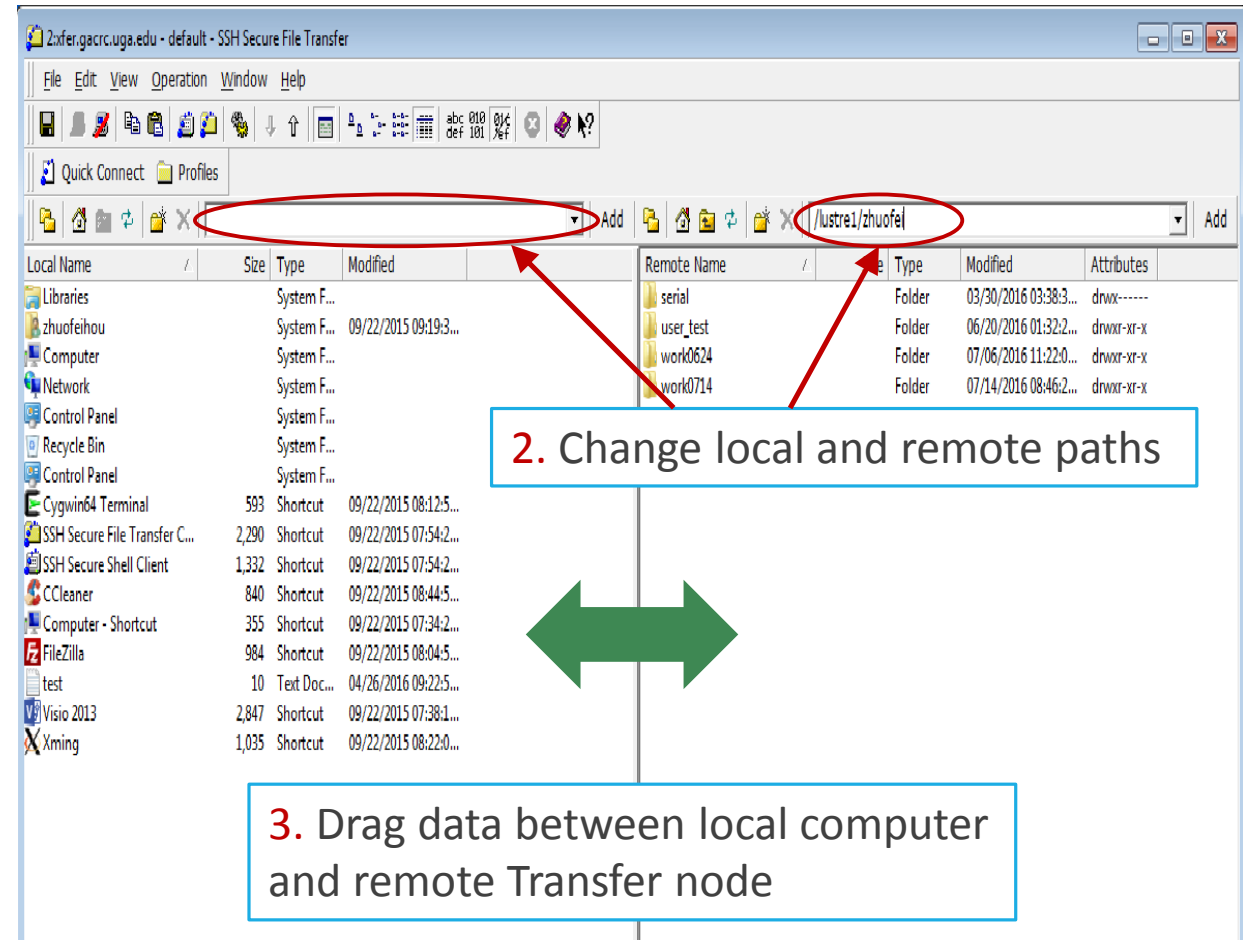 2:xfer.gacrc.uga.edu - default - SSH Secure File Transfer
File Edit View Operation Window Help
abc def 010 101
Quick Connect Profiles
Add /lustre1/zhuofei Add
Local Name / Size Type Modified
Libraries System F...
zhuofeihou System F... 09/22/2015 09:19:3...
Computer System F...
Network System F...
Control Panel System F...
Recycle Bin System F...
Control Panel System F...
Cygwin64 Terminal 593 Shortcut 09/22/2015 08:12:5...
SSH Secure File Transfer C... 2,290 Shortcut 09/22/2015 07:54:2...
SSH Secure Shell Client 1,332 Shortcut 09/22/2015 07:54:2...
CCleaner 840 Shortcut 09/22/2015 08:44:5...
Computer - Shortcut 355 Shortcut 09/22/2015 07:34:2...
FileZilla 984 Shortcut 09/22/2015 08:04:5...
test 10 Text Doc... 04/26/2016 09:22:5...
Visio 2013 2,847 Shortcut 09/22/2015 07:38:1...
Xming 1,035 Shortcut 09/22/2015 08:22:0...
Remote Name / e Type Modified Attributes
serial Folder 03/30/2016 03:38:3... drwx------
user_test Folder 06/20/2016 01:32:2... drwxr-xr-x
work0624 Folder 07/06/2016 11:22:0... drwxr-xr-x
work0714 Folder 07/14/2016 08:46:2... drwxr-xr-x
2. Change local and remote paths
3. Drag data between local computer
and remote Transfer node